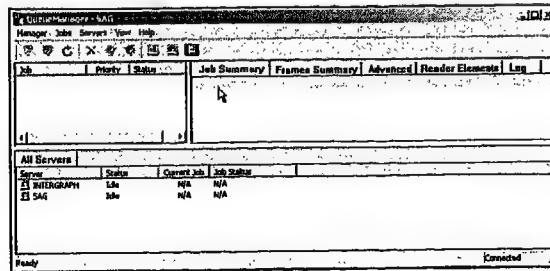 QueueManager - SAG
Manager Jobs Servers View Help
Job Priority Status
Job Summary Frames Summary Advanced Reader Elements Log
All Servers
Server Status Current Job Job Status
INTERGRAPH Idle N/A N/A
SAG Idle N/A N/A
Ready Connected